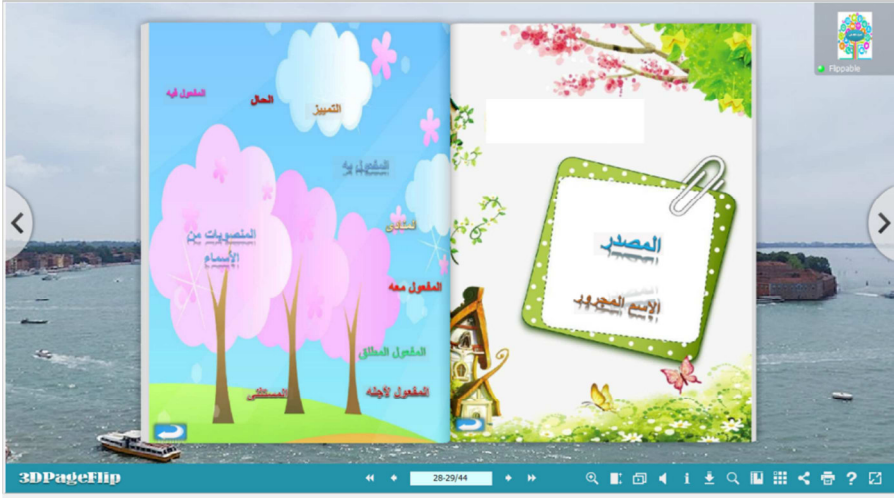 Flippable
المصدر
الاسم المجرور
المفعول فيه
الحال
التمييز
المفعول به
المنادى
المنصوبات من
الأسماء
المفعول معه
المفعول المطلق
المفعول لأجله
المستثنى
3DPageFlip
28-29/44